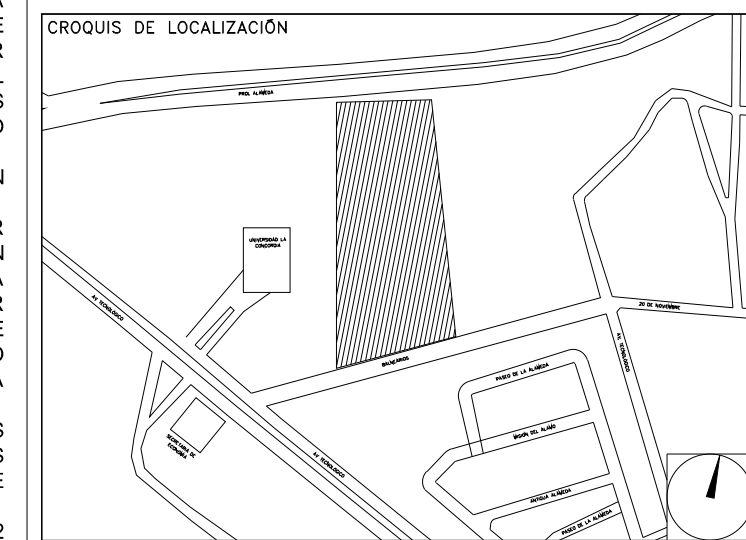 CROQUIS DE LOCALIZACIÓN
PROL ALAMEDA
UNIVERSIDAD LA
CONCORDIA
AV. TECNOLOGICO
20 DE NOVIEMBRE
AV. TECNOLOGICO
BALNEARIOS
PASEO DE LA ALAMEDA
MISION DEL ALAMO
SECRETARIA DE
ECONOMIA
AV TECNOLOGICO
ANTIGUA ALAMEDA
PASEO DE LA ALAMEDA